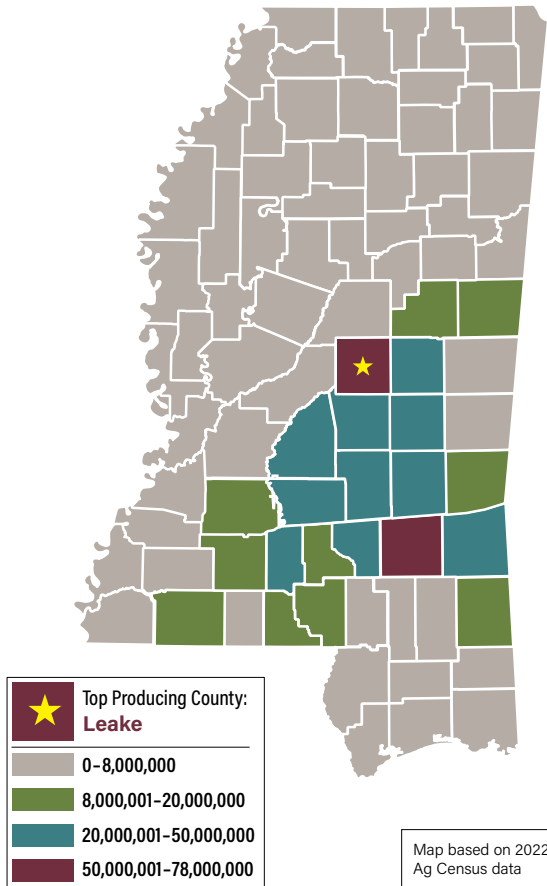 Top Producing County:
Leake
0–8,000,000
8,000,001–20,000,000
20,000,001–50,000,000
50,000,001–78,000,000
Map based on 2022
Ag Census data